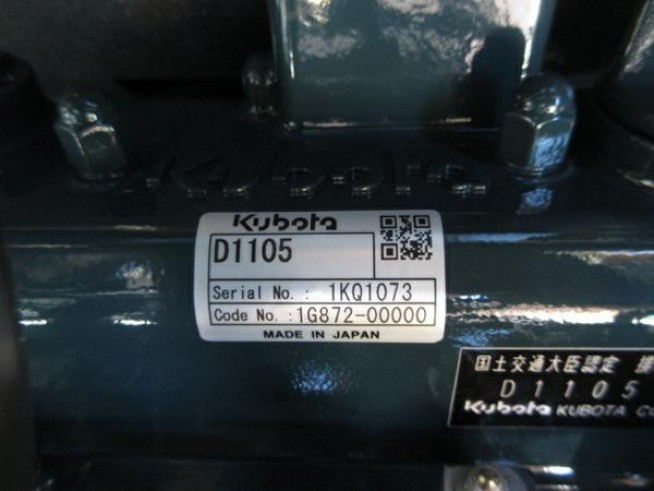 Kubota
Kubota
D1105
Serial No.: 1KQ1073
Code No.: 1G872-00000
MADE IN JAPAN
国土交通大臣認定
D1105
Kubota KUBOTA